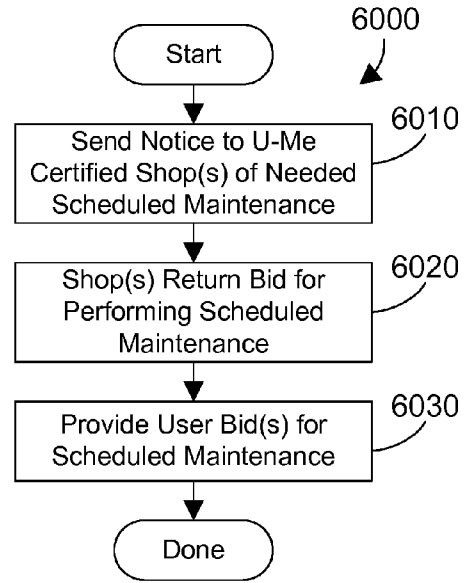 Start
6000
Send Notice to U-Me
Certified Shop(s) of Needed
Scheduled Maintenance
6010
Shop(s) Return Bid for
Performing Scheduled
Maintenance
6020
Provide User Bid(s) for
Scheduled Maintenance
6030
Done